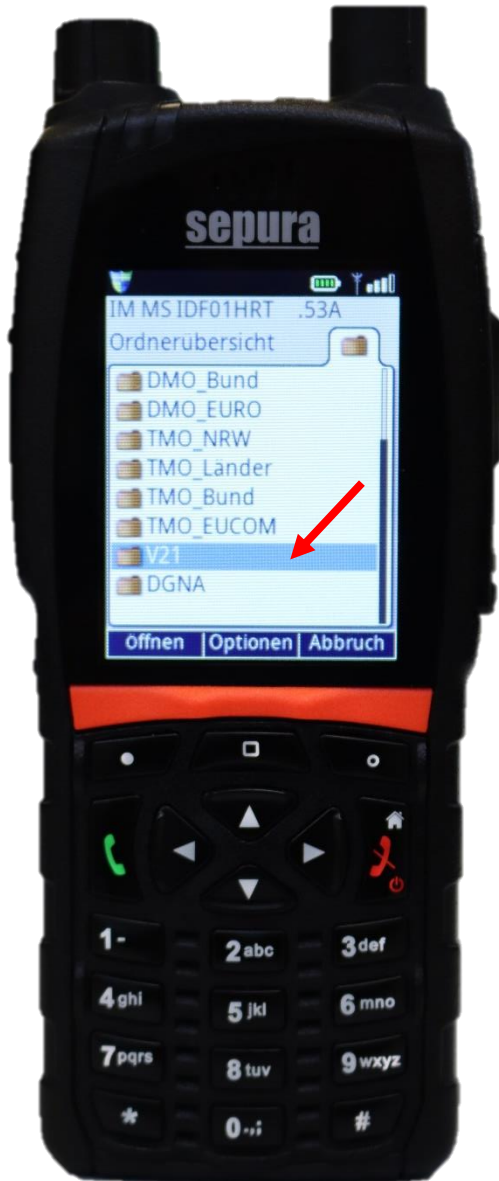 sepura
IM MS IDF01HRT .53A
Ordnerübersicht
DMO_Bund
DMO_EURO
TMO_NRW
TMO_Länder
TMO_Bund
TMO_EUCOM
V21
DGNA
öffnen Optionen Abbruch
1- 2abc 3def
4ghi 5jkl 6mno
7pqrs 8tuv 9wxyz
* 0.,; #